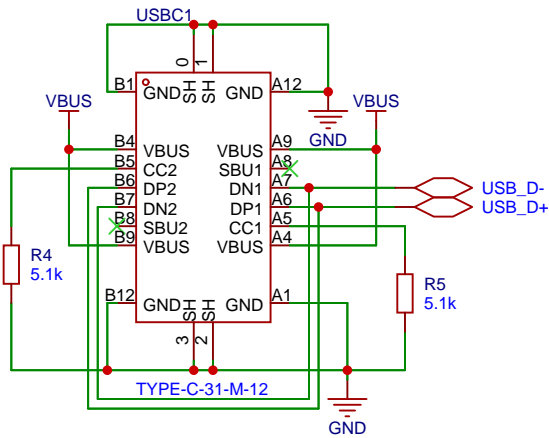 USBC1
0 1
SH SH
B1 GND GND A12
VBUS GND VBUS
B4 VBUS VBUS A9
B5 CC2 SBU1 A8
B6 DP2 DN1 A7 USB_D-
B7 DN2 DP1 A6 USB_D+
B8 SBU2 CC1 A5
B9 VBUS VBUS A4
R4
5.1k
R5
5.1k
B12 GND GND A1
SH SH
3 2
TYPE-C-31-M-12
GND